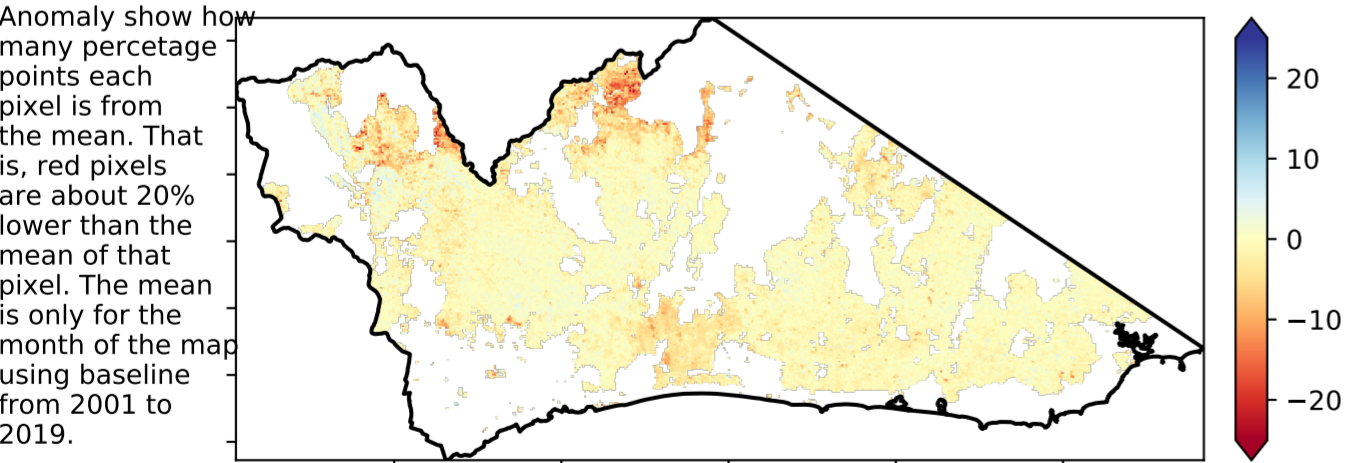 Anomaly show how
many percetage
points each
pixel is from
the mean. That
is, red pixels
are about 20%
lower than the
mean of that
pixel. The mean
is only for the
month of the map
using baseline
from 2001 to
2019.
20
10
0
−10
−20